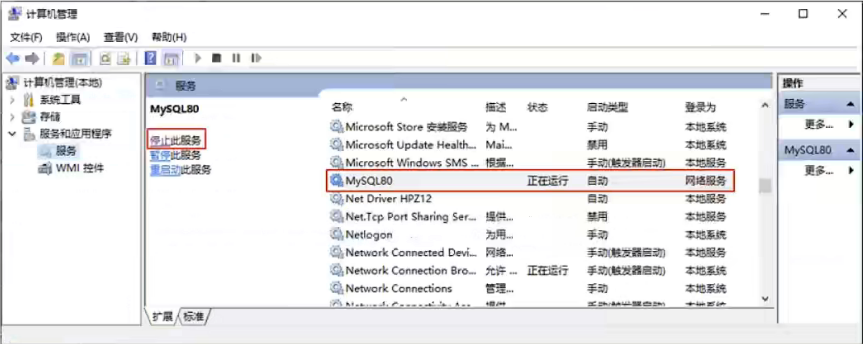 计算机管理
文件(F) 操作(A) 查看(V) 帮助(H)
计算机管理(本地)
系统工具
存储
服务和应用程序
服务
WMI 控件
服务
MySQL80
停止此服务
暂停此服务
重启动此服务
名称 描述 状态 启动类型 登录为
Microsoft Store 安装服务 为 M... 手动 本地系统
Microsoft Update Health... Mai... 禁用 本地系统
Microsoft Windows SMS ... 根据... 手动(触发器启动) 本地服务
MySQL80 正在运行 自动 网络服务
Net Driver HPZ12 自动 本地服务
Net.Tcp Port Sharing Ser... 提供... 禁用 本地服务
Netlogon 为用... 手动 本地系统
Network Connected Devi... 网络... 手动(触发器启动) 本地服务
Network Connection Bro... 允许 ... 正在运行 手动(触发器启动) 本地系统
Network Connections 管理... 手动 本地系统
扩展 标准
操作
服务
更多...
MySQL80
更多...